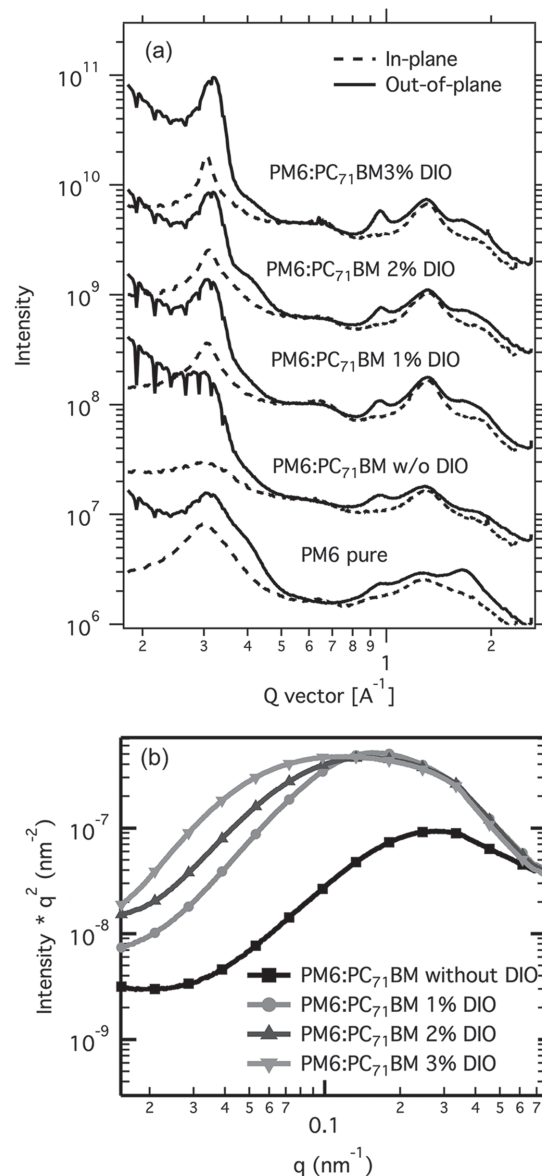 (a)
In-plane
Out-of-plane
10^11
PM6:PC₇₁BM3% DIO
10^10
PM6:PC₇₁BM 2% DIO
10^9
PM6:PC₇₁BM 1% DIO
10^8
PM6:PC₇₁BM w/o DIO
10^7
PM6 pure
10^6
Intensity
2 3 4 5 6 7 8 9 1 2
Q vector [A⁻¹]
(b)
10⁻⁷
10⁻⁸
10⁻⁹
Intensity * q² (nm⁻²)
PM6:PC₇₁BM without DIO
PM6:PC₇₁BM 1% DIO
PM6:PC₇₁BM 2% DIO
PM6:PC₇₁BM 3% DIO
2 3 4 5 6 7 0.1 2 3 4 5 6 7
q (nm⁻¹)